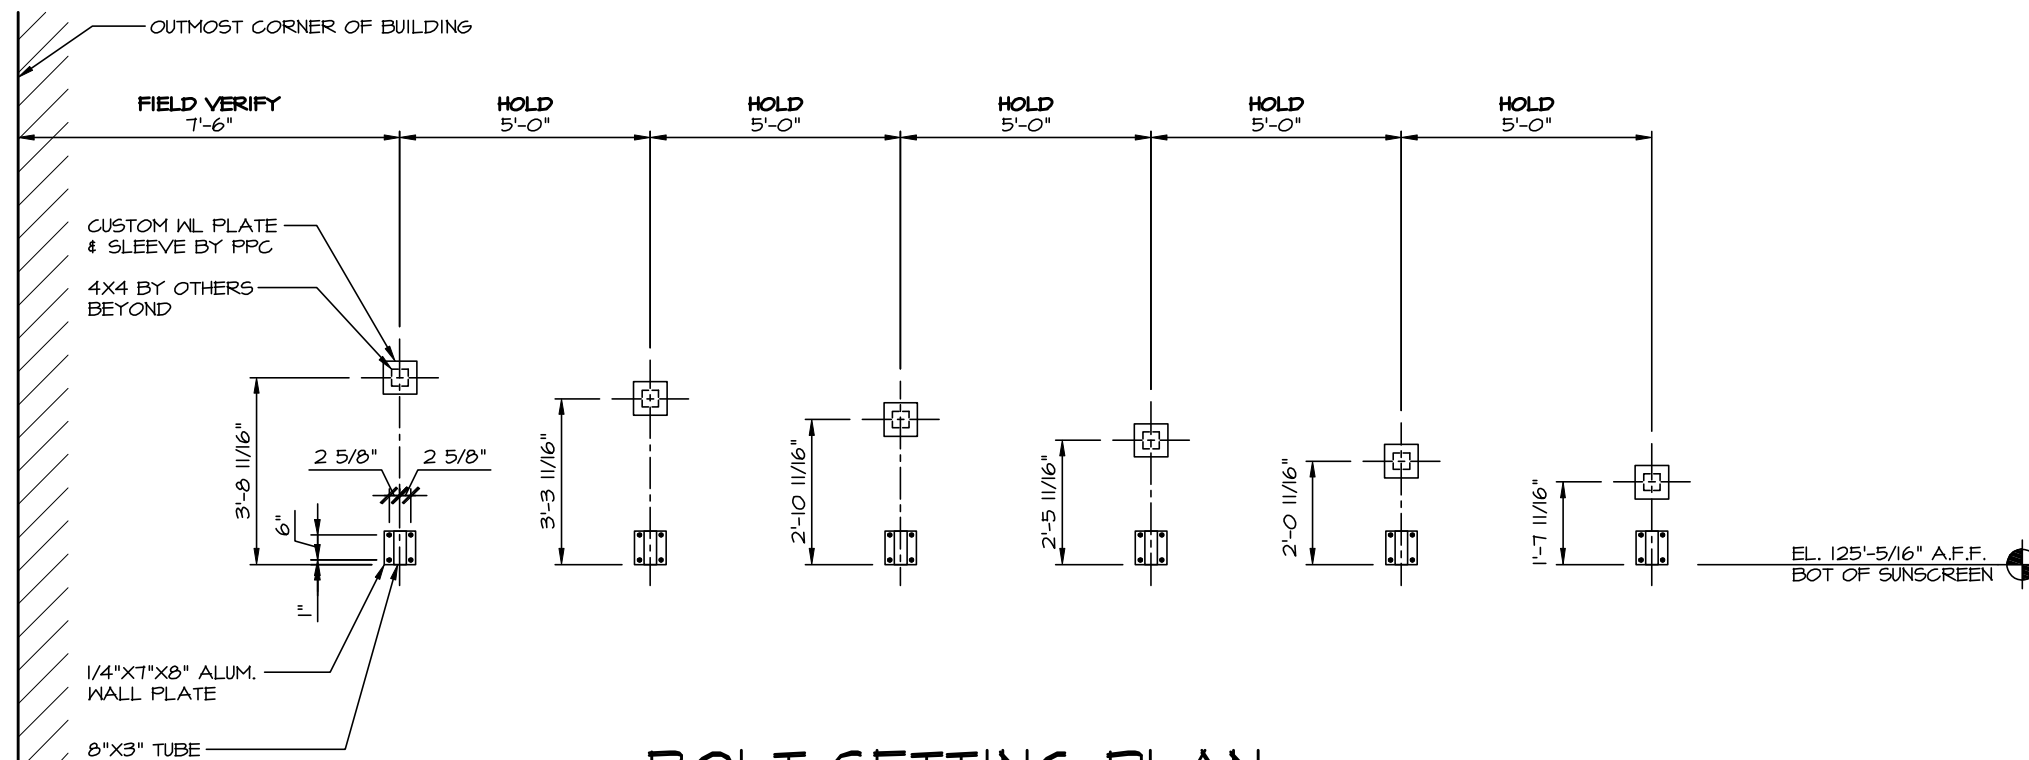 OUTMOST CORNER OF BUILDING
FIELD VERIFY
7'-6"
HOLD
5'-0"
HOLD
5'-0"
HOLD
5'-0"
HOLD
5'-0"
HOLD
5'-0"
CUSTOM WL PLATE
& SLEEVE BY PPC
4X4 BY OTHERS
BEYOND
3'-8 11/16"
2 5/8"
2 5/8"
6"
1"
3'-3 11/16"
2'-10 11/16"
2'-5 11/16"
2'-0 11/16"
1'-7 11/16"
EL. 125'-5/16" A.F.F.
BOT OF SUNSCREEN
1/4"X7"X8" ALUM.
WALL PLATE
8"X3" TUBE
BOLT SETTING PLAN